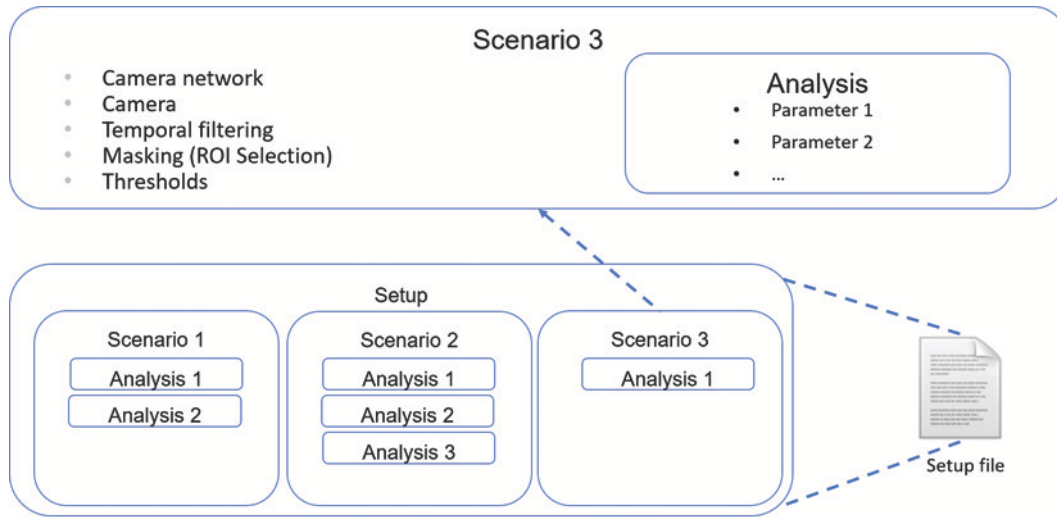 Scenario 3
• Camera network
• Camera
• Temporal filtering
• Masking (ROI Selection)
• Thresholds
Analysis
• Parameter 1
• Parameter 2
• ...
Setup
Scenario 1
Analysis 1
Analysis 2
Scenario 2
Analysis 1
Analysis 2
Analysis 3
Scenario 3
Analysis 1
Setup file